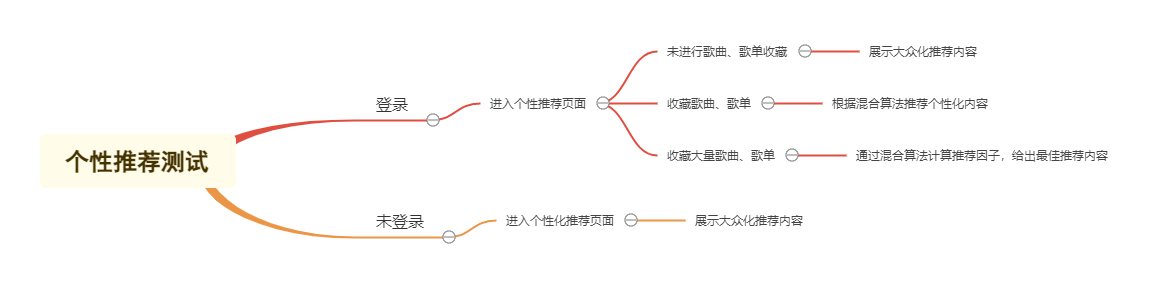 个性推荐测试
登录
进入个性推荐页面
未进行歌曲、歌单收藏
展示大众化推荐内容
收藏歌曲、歌单
根据混合算法推荐个性化内容
收藏大量歌曲、歌单
通过混合算法计算推荐因子，给出最佳推荐内容
未登录
进入个性化推荐页面
展示大众化推荐内容